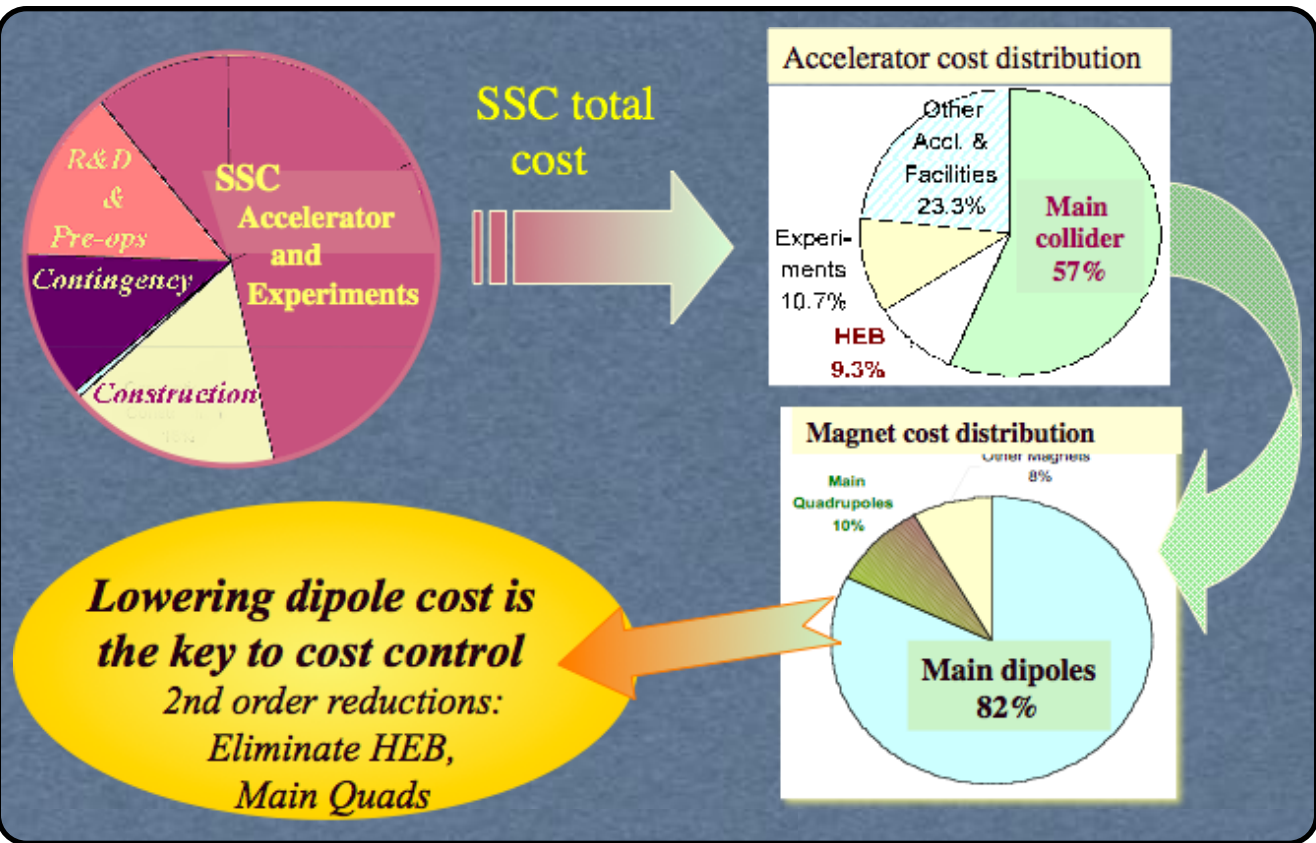 R&D
&
Pre-ops
SSC
Accelerator
and
Experiments
Contingency
Construction
SSC total
cost
Accelerator cost distribution
Other
Accl. &
Facilities
23.3%
Main
collider
57%
Experi-
ments
10.7%
HEB
9.3%
Magnet cost distribution
Other Magnets
8%
Main
Quadrupoles
10%
Main dipoles
82%
Lowering dipole cost is
the key to cost control
2nd order reductions:
Eliminate HEB,
Main Quads